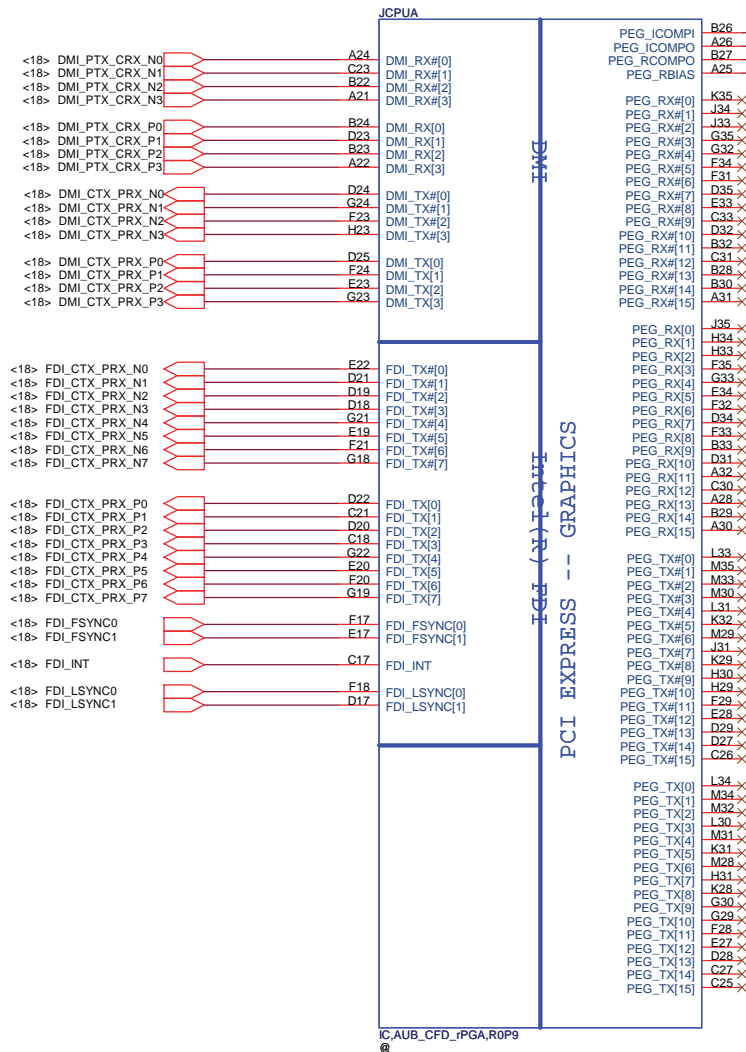 JCPUA
<18> DMI_PTX_CRX_N0 A24 DMI_RX#[0]
<18> DMI_PTX_CRX_N1 C23 DMI_RX#[1]
<18> DMI_PTX_CRX_N2 B22 DMI_RX#[2]
<18> DMI_PTX_CRX_N3 A21 DMI_RX#[3]
<18> DMI_PTX_CRX_P0 B24 DMI_RX[0]
<18> DMI_PTX_CRX_P1 D23 DMI_RX[1]
<18> DMI_PTX_CRX_P2 B23 DMI_RX[2]
<18> DMI_PTX_CRX_P3 A22 DMI_RX[3]
<18> DMI_CTX_PRX_N0 D24 DMI_TX#[0]
<18> DMI_CTX_PRX_N1 G24 DMI_TX#[1]
<18> DMI_CTX_PRX_N2 F23 DMI_TX#[2]
<18> DMI_CTX_PRX_N3 H23 DMI_TX#[3]
<18> DMI_CTX_PRX_P0 D25 DMI_TX[0]
<18> DMI_CTX_PRX_P1 F24 DMI_TX[1]
<18> DMI_CTX_PRX_P2 E23 DMI_TX[2]
<18> DMI_CTX_PRX_P3 G23 DMI_TX[3]
<18> FDI_CTX_PRX_N0 E22 FDI_TX#[0]
<18> FDI_CTX_PRX_N1 D21 FDI_TX#[1]
<18> FDI_CTX_PRX_N2 D19 FDI_TX#[2]
<18> FDI_CTX_PRX_N3 D18 FDI_TX#[3]
<18> FDI_CTX_PRX_N4 G21 FDI_TX#[4]
<18> FDI_CTX_PRX_N5 E19 FDI_TX#[5]
<18> FDI_CTX_PRX_N6 F21 FDI_TX#[6]
<18> FDI_CTX_PRX_N7 G18 FDI_TX#[7]
<18> FDI_CTX_PRX_P0 D22 FDI_TX[0]
<18> FDI_CTX_PRX_P1 C21 FDI_TX[1]
<18> FDI_CTX_PRX_P2 D20 FDI_TX[2]
<18> FDI_CTX_PRX_P3 C18 FDI_TX[3]
<18> FDI_CTX_PRX_P4 G22 FDI_TX[4]
<18> FDI_CTX_PRX_P5 E20 FDI_TX[5]
<18> FDI_CTX_PRX_P6 F20 FDI_TX[6]
<18> FDI_CTX_PRX_P7 G19 FDI_TX[7]
<18> FDI_FSYNC0 F17 FDI_FSYNC[0]
<18> FDI_FSYNC1 E17 FDI_FSYNC[1]
<18> FDI_INT C17 FDI_INT
<18> FDI_LSYNC0 F18 FDI_LSYNC[0]
<18> FDI_LSYNC1 D17 FDI_LSYNC[1]
DMI
Intel(R) FDI
PCI EXPRESS -- GRAPHICS
PEG_ICOMPI B26
PEG_ICOMPO A26
PEG_RCOMPO B27
PEG_RBIAS A25
PEG_RX#[0] K35
PEG_RX#[1] J34
PEG_RX#[2] J33
PEG_RX#[3] G35
PEG_RX#[4] G32
PEG_RX#[5] F34
PEG_RX#[6] F31
PEG_RX#[7] D35
PEG_RX#[8] E33
PEG_RX#[9] C33
PEG_RX#[10] D32
PEG_RX#[11] B32
PEG_RX#[12] C31
PEG_RX#[13] B28
PEG_RX#[14] B30
PEG_RX#[15] A31
PEG_RX[0] J35
PEG_RX[1] H34
PEG_RX[2] H33
PEG_RX[3] F35
PEG_RX[4] G33
PEG_RX[5] E34
PEG_RX[6] F32
PEG_RX[7] D34
PEG_RX[8] F33
PEG_RX[9] B33
PEG_RX[10] D31
PEG_RX[11] A32
PEG_RX[12] C30
PEG_RX[13] A28
PEG_RX[14] B29
PEG_RX[15] A30
PEG_TX#[0] L33
PEG_TX#[1] M35
PEG_TX#[2] M33
PEG_TX#[3] M30
PEG_TX#[4] L31
PEG_TX#[5] K32
PEG_TX#[6] M29
PEG_TX#[7] J31
PEG_TX#[8] K29
PEG_TX#[9] H30
PEG_TX#[10] H29
PEG_TX#[11] F29
PEG_TX#[12] E28
PEG_TX#[13] D29
PEG_TX#[14] D27
PEG_TX#[15] C26
PEG_TX[0] L34
PEG_TX[1] M34
PEG_TX[2] M32
PEG_TX[3] L30
PEG_TX[4] M31
PEG_TX[5] K31
PEG_TX[6] M28
PEG_TX[7] H31
PEG_TX[8] K28
PEG_TX[9] G30
PEG_TX[10] G29
PEG_TX[11] F28
PEG_TX[12] E27
PEG_TX[13] D28
PEG_TX[14] C27
PEG_TX[15] C25
IC,AUB_CFD_rPGA,R0P9
@